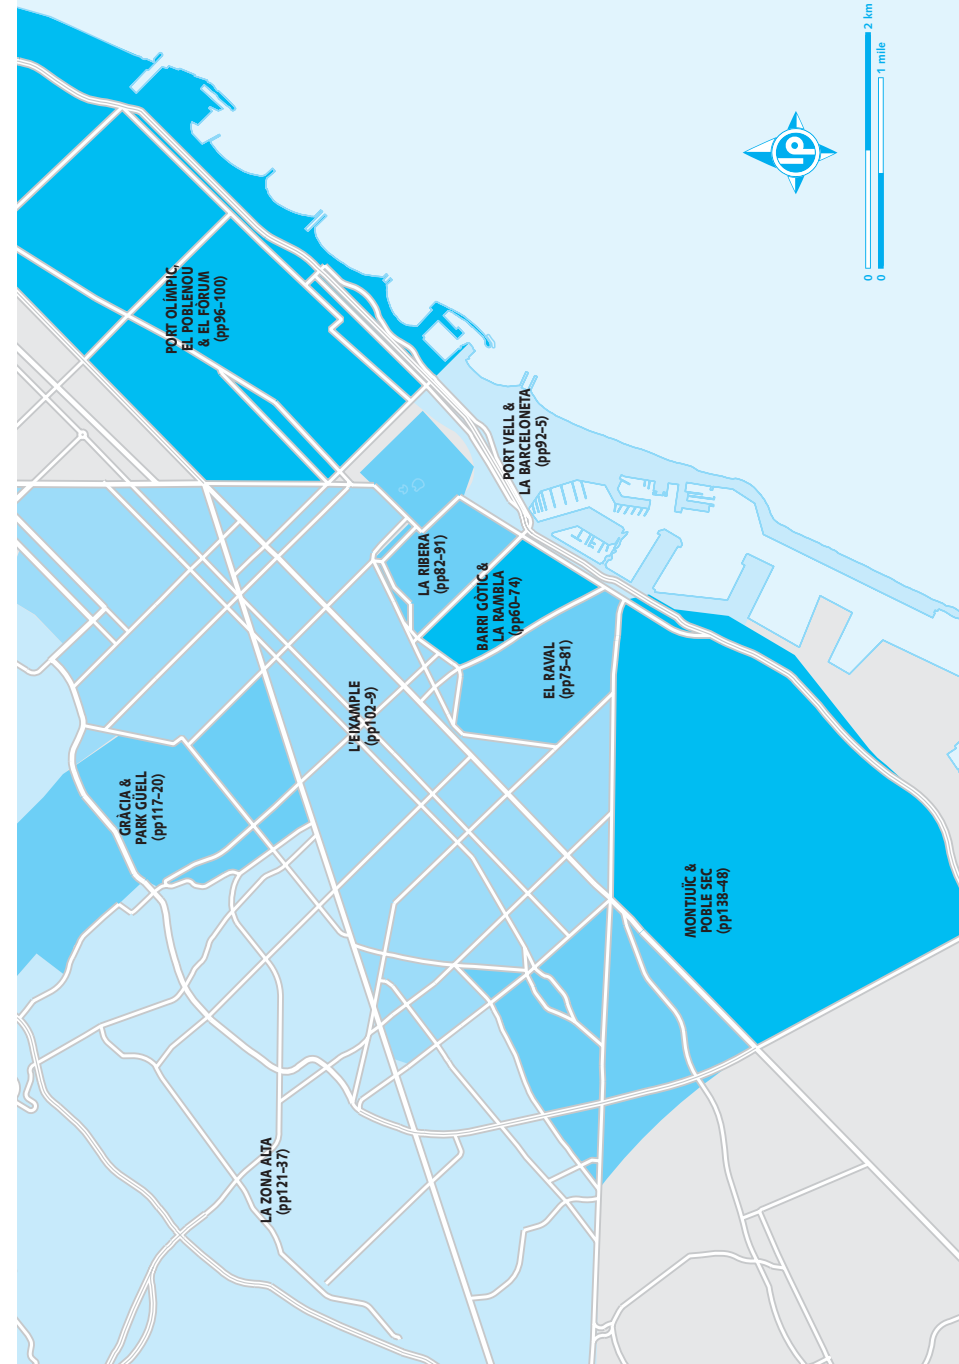 PORT OLÍMPIC,
EL POBLENOU
& EL FÒRUM
(pp96–100)
PORT VELL &
LA BARCELONETA
(pp92–5)
LA RIBERA
(pp82–91)
BARRI GÒTIC &
LA RAMBLA
(pp60–74)
EL RAVAL
(pp75–81)
L'EIXAMPLE
(pp102–9)
GRÀCIA &
PARK GÜELL
(pp117–20)
MONTJUÏC &
POBLE SEC
(pp138–48)
LA ZONA ALTA
(pp121–37)
lp
0
2 km
0
1 mile